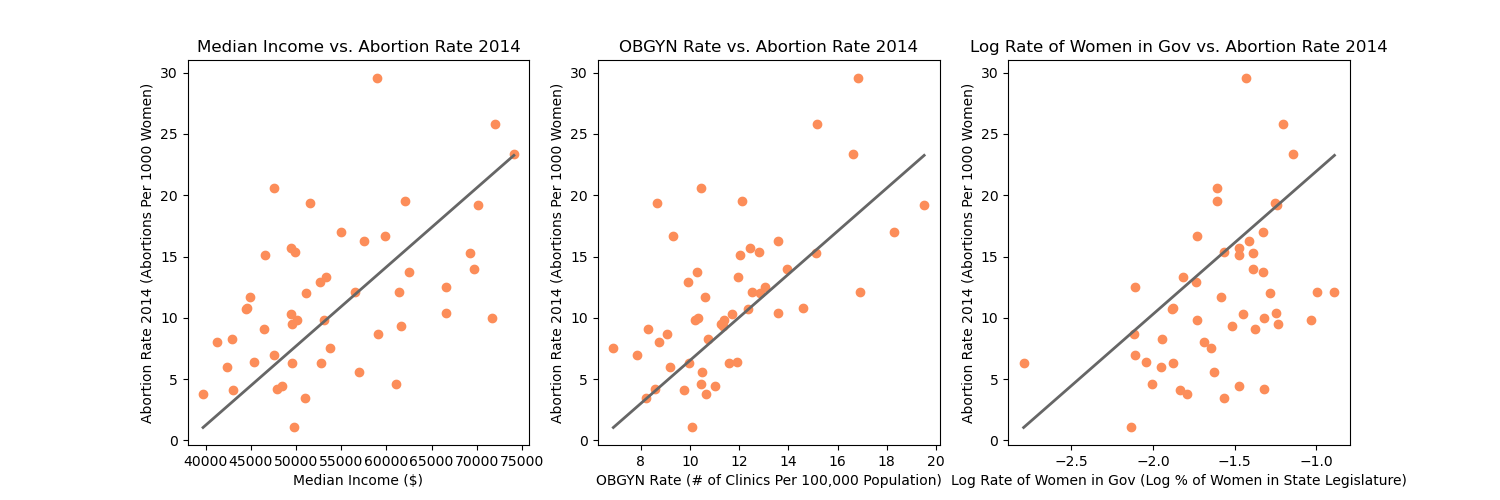 Median Income vs. Abortion Rate 2014
Abortion Rate 2014 (Abortions Per 1000 Women)
30
25
20
15
10
5
0
40000 45000 50000 55000 60000 65000 70000 75000
Median Income ($)
OBGYN Rate vs. Abortion Rate 2014
Abortion Rate 2014 (Abortions Per 1000 Women)
30
25
20
15
10
5
0
8 10 12 14 16 18 20
OBGYN Rate (# of Clinics Per 100,000 Population)
Log Rate of Women in Gov vs. Abortion Rate 2014
Abortion Rate 2014 (Abortions Per 1000 Women)
30
25
20
15
10
5
0
−2.5 −2.0 −1.5 −1.0
Log Rate of Women in Gov (Log % of Women in State Legislature)